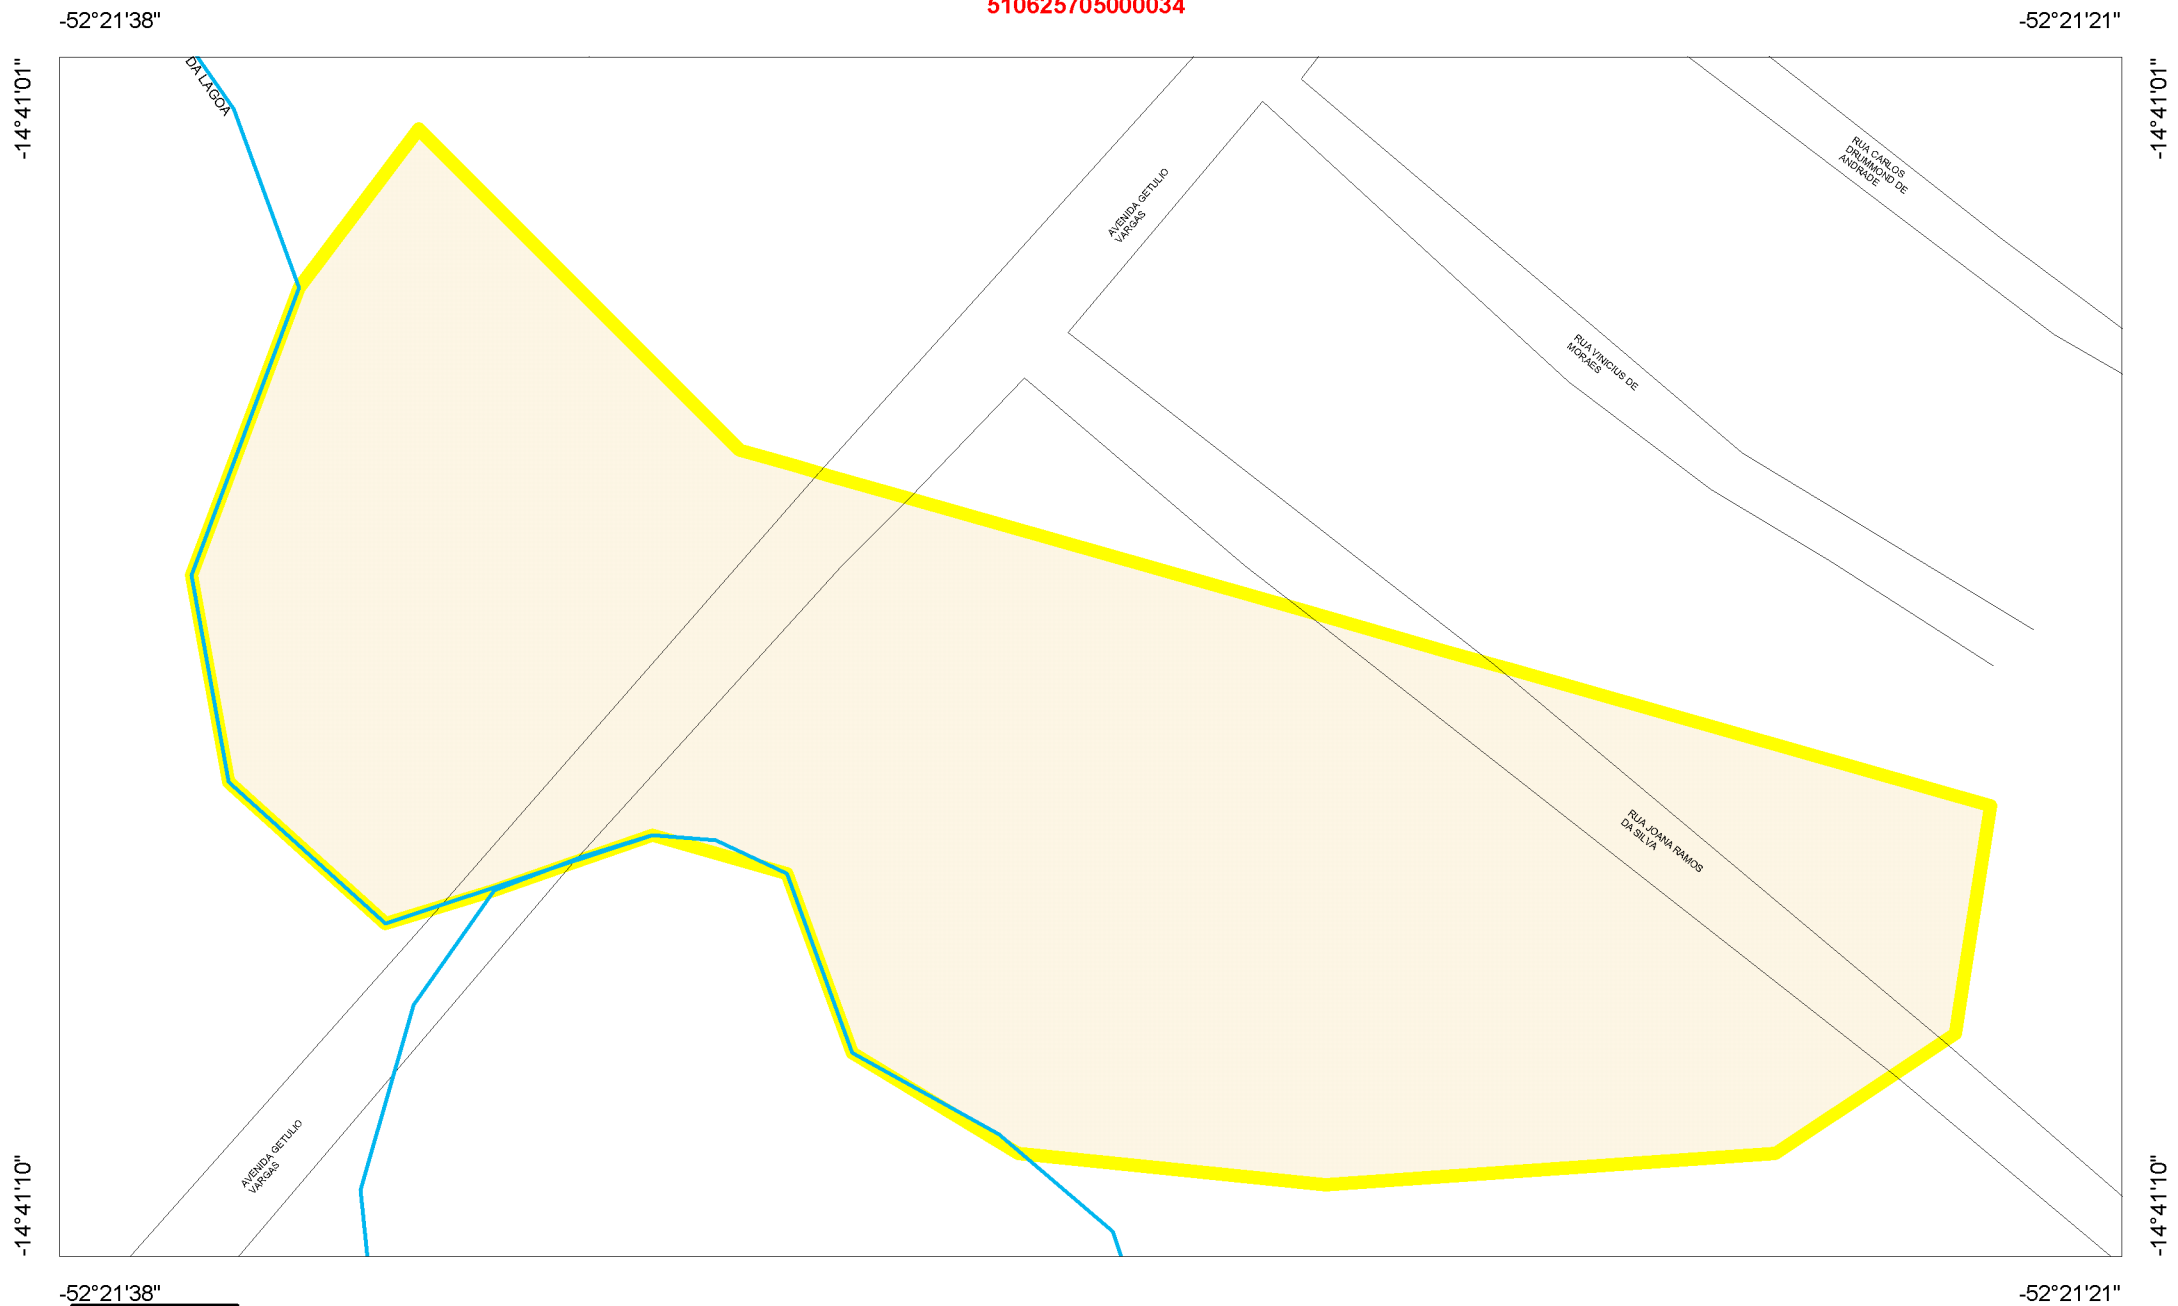 510625705000034
-52°21'38"
-52°21'21"
-14°41'01"
-14°41'01"
DA LAGOA
RUA CARLOS
DRUMMOND DE
ANDRADE
AVENIDA GETULIO
VARGAS
RUA VINICIUS DE
MORAES
RUA JOANA RAMOS
DA SILVA
AVENIDA GETULIO
VARGAS
-14°41'10"
-14°41'10"
-52°21'38"
-52°21'21"